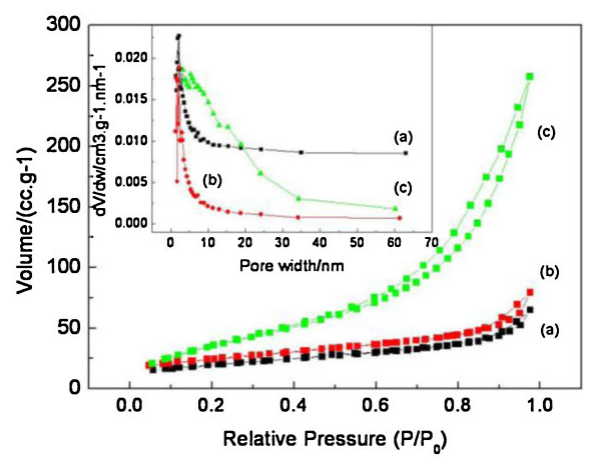 300
250
200
150
100
50
0
Volume/(cc.g-1)
0.0
0.2
0.4
0.6
0.8
1.0
Relative Pressure (P/P0)
(c)
(b)
(a)
0.020
0.015
0.010
0.005
0.000
dV/dw/cm3.g-1.nm-1
0
10
20
30
40
50
60
70
Pore width/nm
(a)
(b)
(c)